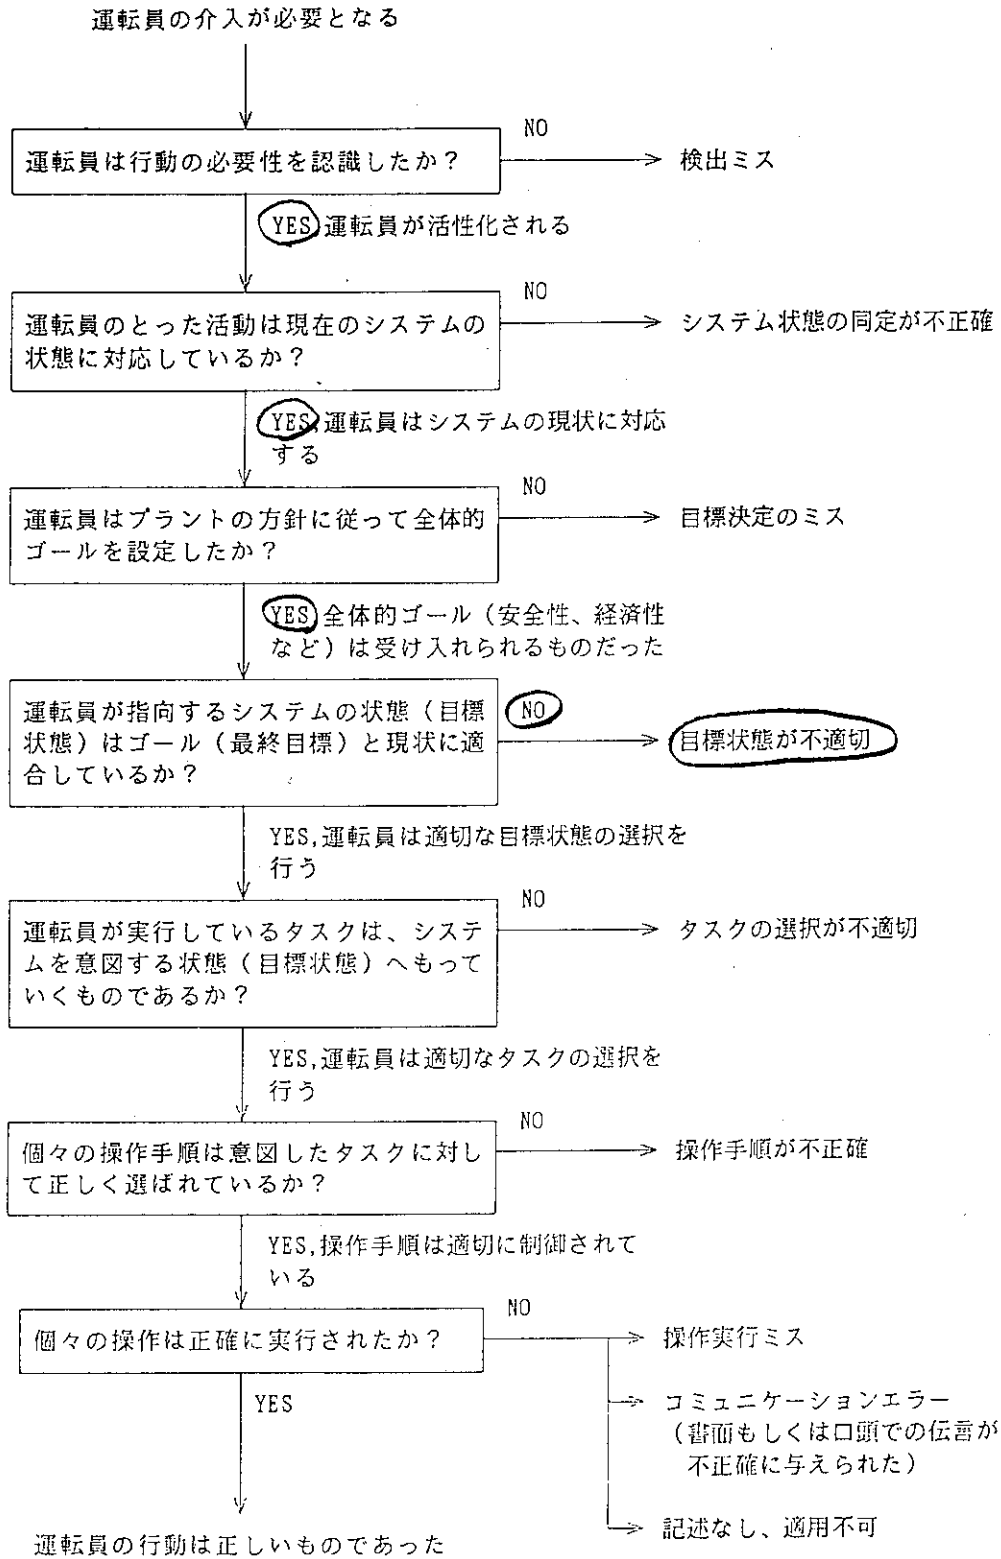 運転員の介入が必要となる
運転員は行動の必要性を認識したか？
NO
検出ミス
YES,運転員が活性化される
運転員のとった活動は現在のシステムの
状態に対応しているか？
NO
システム状態の同定が不正確
YES,運転員はシステムの現状に対応
する
運転員はプラントの方針に従って全体的
ゴールを設定したか？
NO
目標決定のミス
YES,全体的ゴール（安全性、経済性
など）は受け入れられるものだった
運転員が指向するシステムの状態（目標
状態）はゴール（最終目標）と現状に適
合しているか？
NO
目標状態が不適切
YES,運転員は適切な目標状態の選択を
行う
運転員が実行しているタスクは、システ
ムを意図する状態（目標状態）へもって
いくものであるか？
NO
タスクの選択が不適切
YES,運転員は適切なタスクの選択を
行う
個々の操作手順は意図したタスクに対し
て正しく選ばれているか？
NO
操作手順が不正確
YES,操作手順は適切に制御されて
いる
個々の操作は正確に実行されたか？
NO
操作実行ミス
コミュニケーションエラー
（書面もしくは口頭での伝言が
不正確に与えられた）
記述なし、適用不可
YES
運転員の行動は正しいものであった